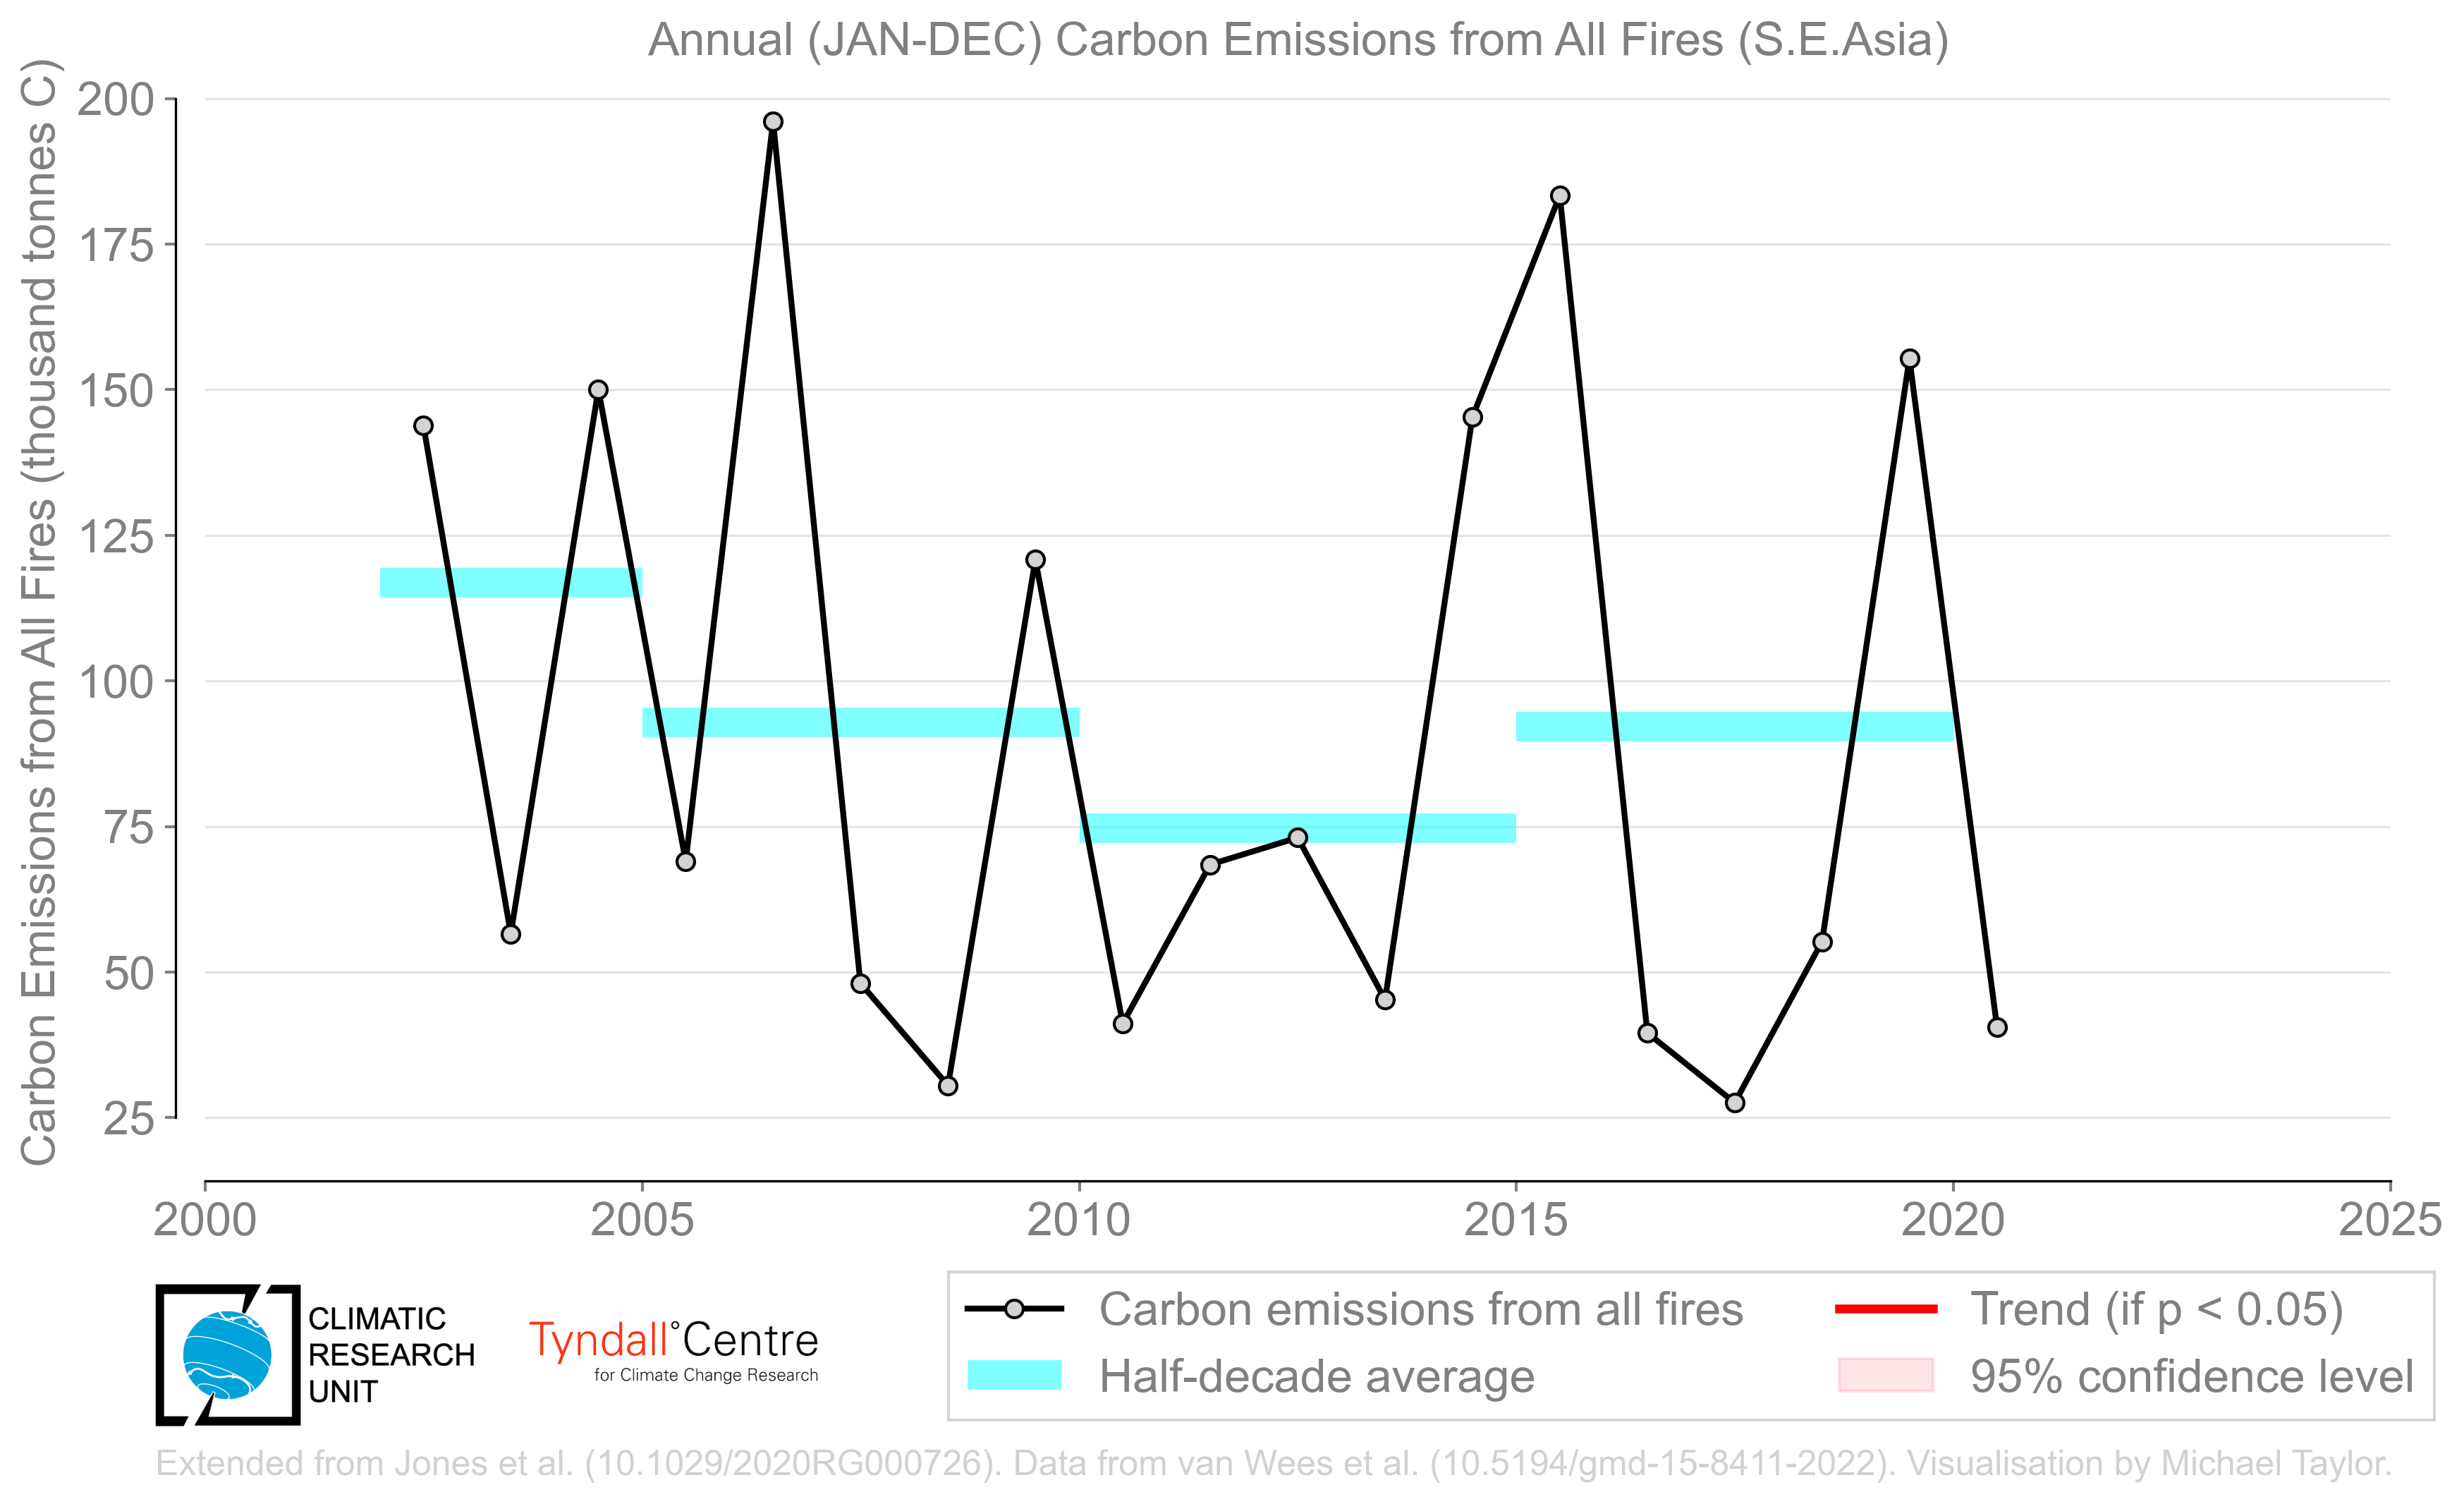 Annual (JAN-DEC) Carbon Emissions from All Fires (S.E.Asia)
Carbon Emissions from All Fires (thousand tonnes C)
200
175
150
125
100
75
50
25
2000 2005 2010 2015 2020 2025
CLIMATIC
RESEARCH
UNIT
Tyndall°Centre
for Climate Change Research
Carbon emissions from all fires
Half-decade average
Trend (if p < 0.05)
95% confidence level
Extended from Jones et al. (10.1029/2020RG000726). Data from van Wees et al. (10.5194/gmd-15-8411-2022). Visualisation by Michael Taylor.